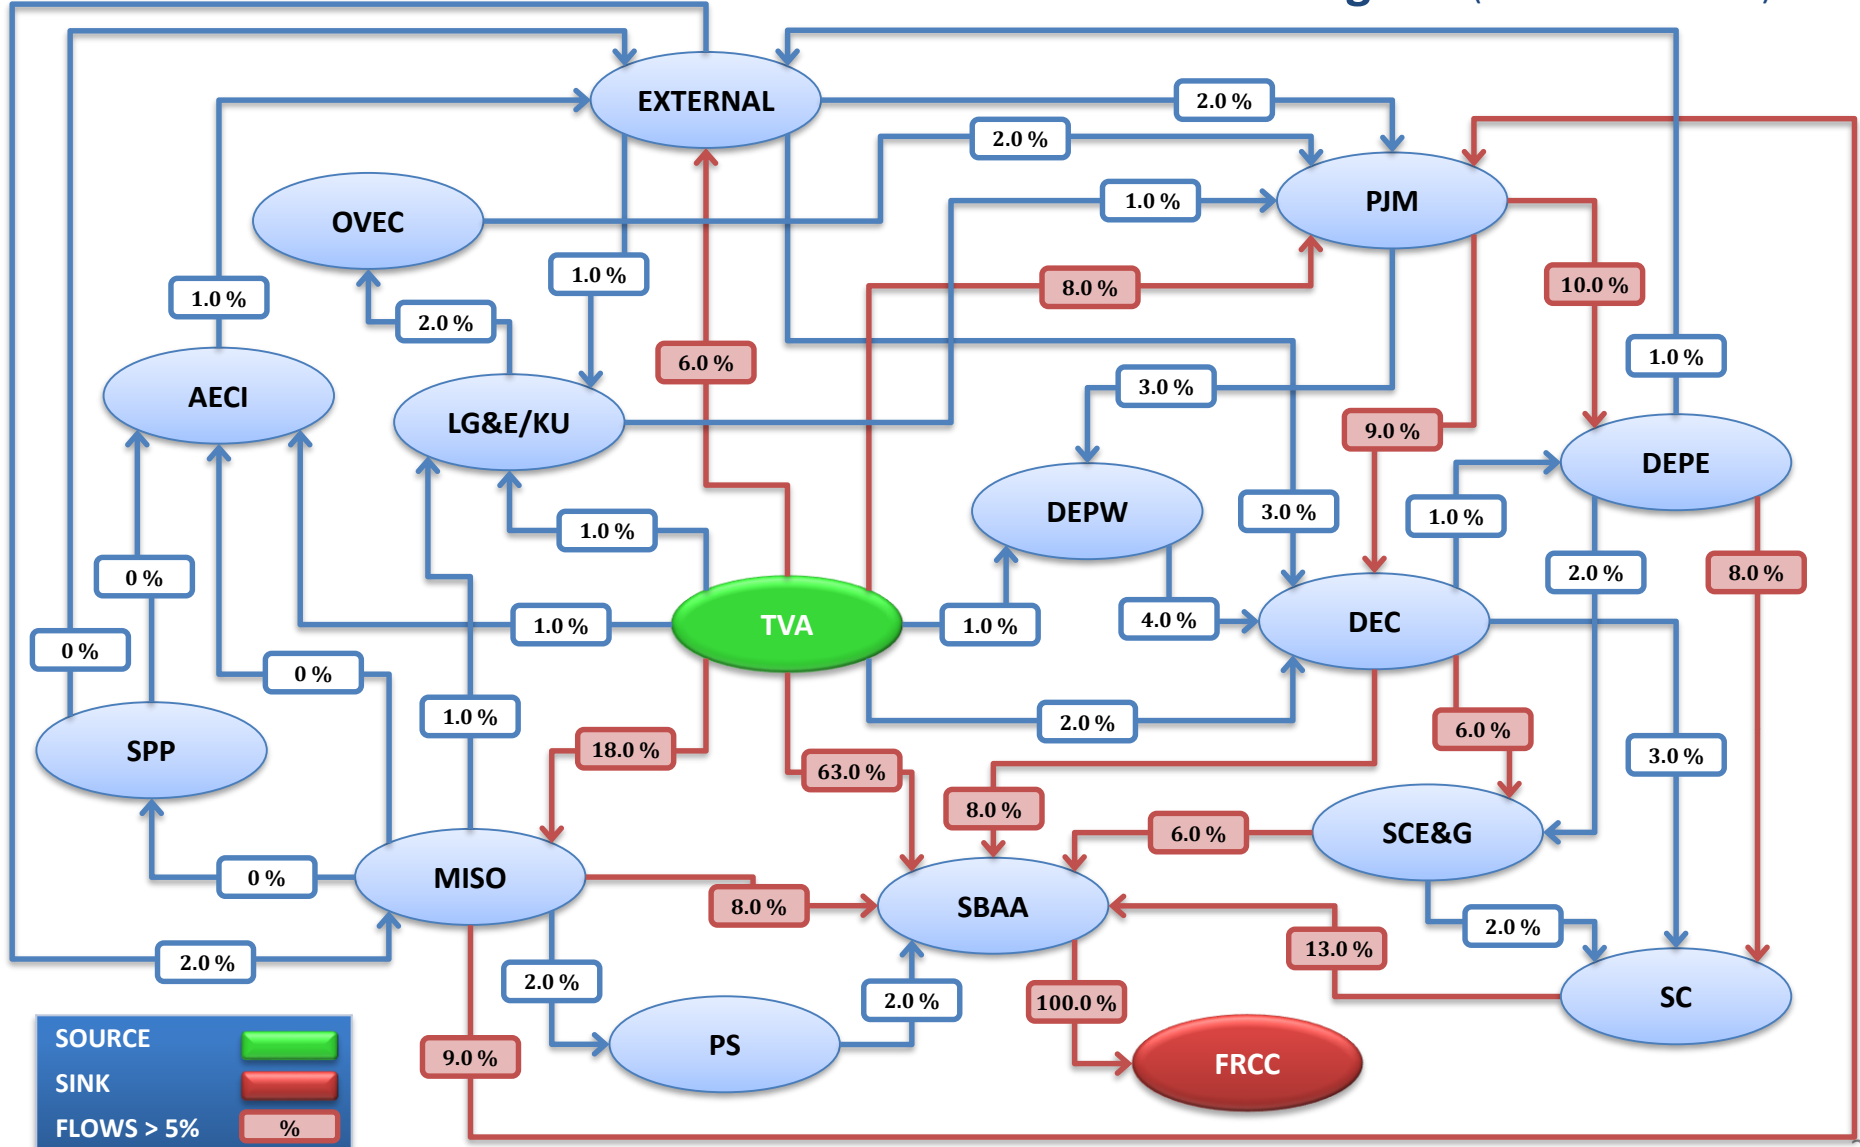 EXTERNAL
2.0 %
2.0 %
PJM
1.0 %
OVEC
1.0 %
8.0 %
10.0 %
1.0 %
2.0 %
6.0 %
1.0 %
3.0 %
AECI
LG&E/KU
9.0 %
DEPE
DEPW
3.0 %
1.0 %
1.0 %
0 %
2.0 %
8.0 %
1.0 %
TVA
1.0 %
4.0 %
DEC
0 %
0 %
1.0 %
2.0 %
6.0 %
SPP
18.0 %
63.0 %
3.0 %
8.0 %
6.0 %
SCE&G
0 %
MISO
8.0 %
SBAA
2.0 %
13.0 %
2.0 %
2.0 %
2.0 %
100.0 %
SC
SOURCE
PS
9.0 %
FRCC
SINK
FLOWS > 5%
%